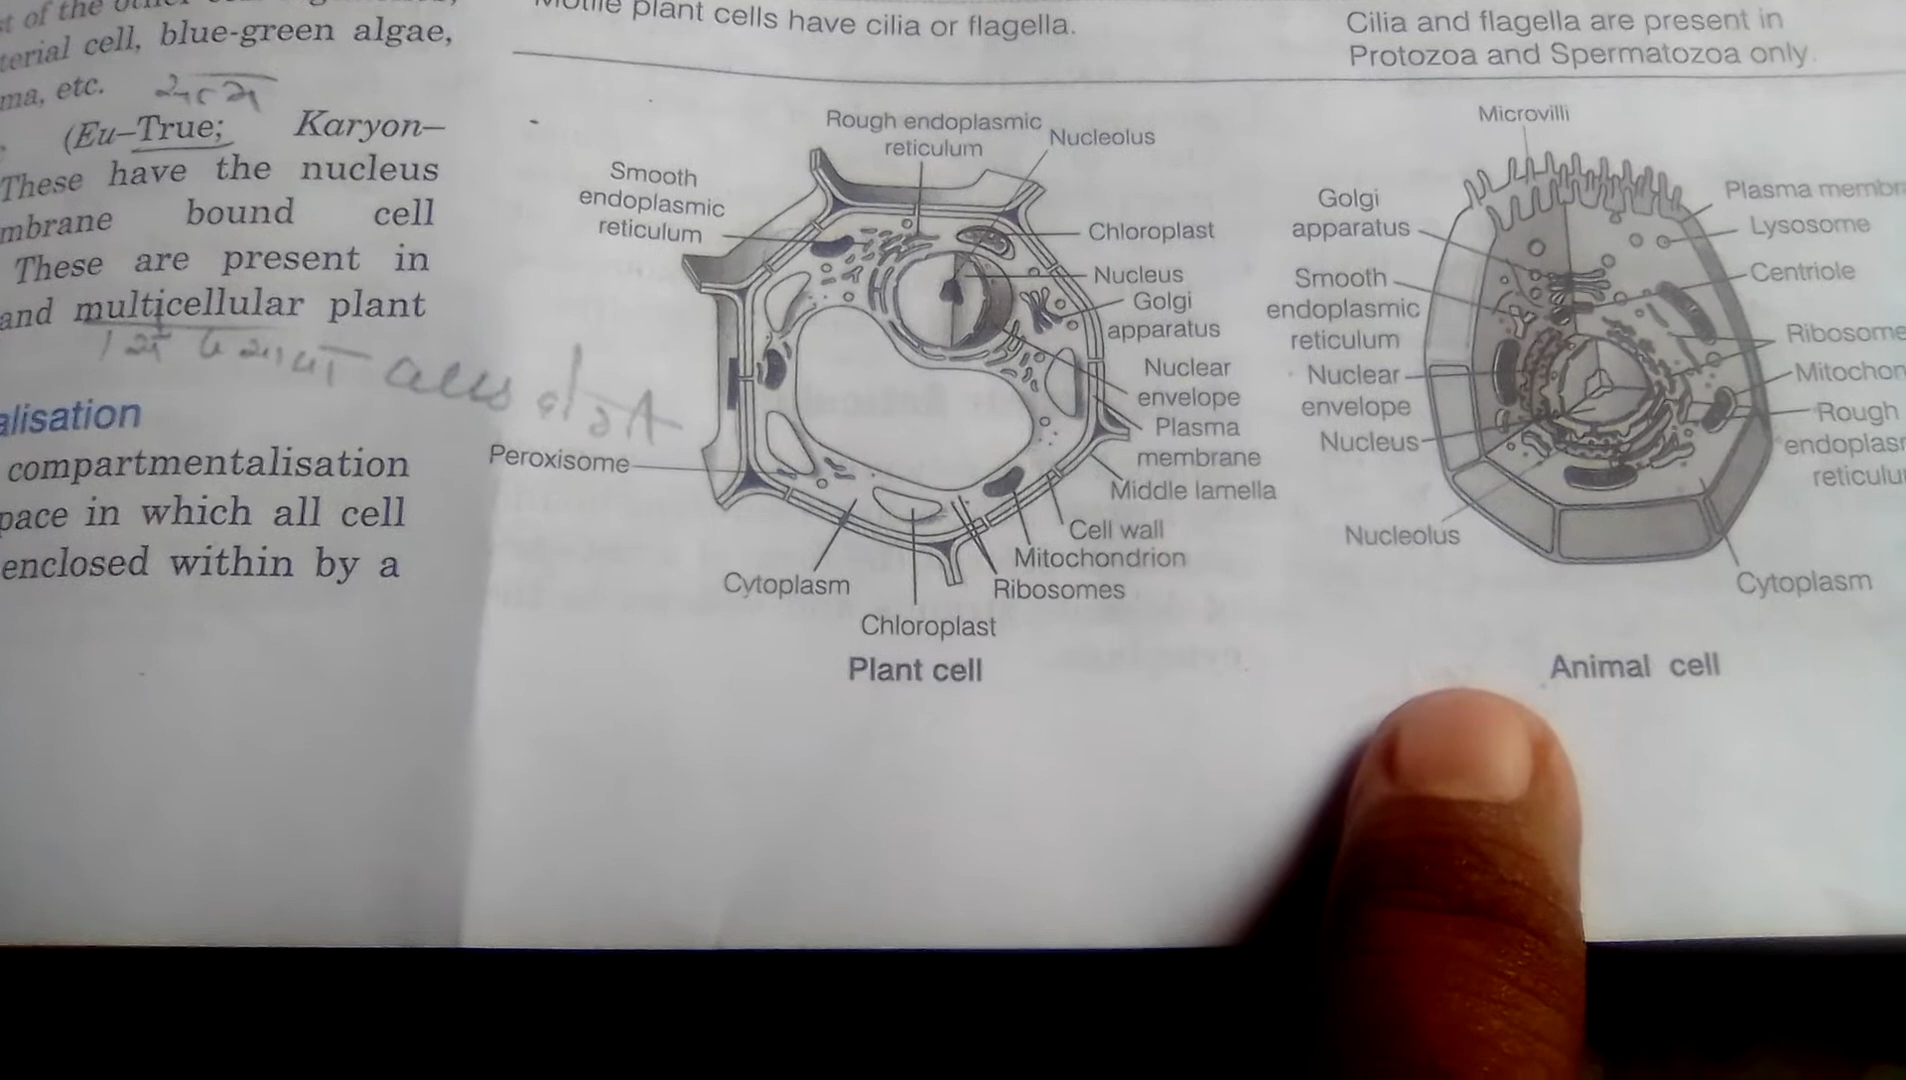 terial cell, blue-green algae,
ma, etc.
(Eu–True; Karyon–
These have the nucleus
mbrane bound cell
These are present in
and multicellular plant
alisation
compartmentalisation
pace in which all cell
enclosed within by a
Motile plant cells have cilia or flagella.
Cilia and flagella are present in
Protozoa and Spermatozoa only.
Rough endoplasmic
reticulum
Nucleolus
Smooth
endoplasmic
reticulum
Chloroplast
Nucleus
Golgi
apparatus
Nuclear
envelope
Plasma
membrane
Peroxisome
Middle lamella
Cell wall
Mitochondrion
Ribosomes
Cytoplasm
Chloroplast
Plant cell
Microvilli
Golgi
apparatus
Plasma membr
Lysosome
Centriole
Smooth
endoplasmic
reticulum
Ribosome
Mitochon
Nuclear
envelope
Rough
endoplasm
reticulu
Nucleus
Nucleolus
Cytoplasm
Animal cell